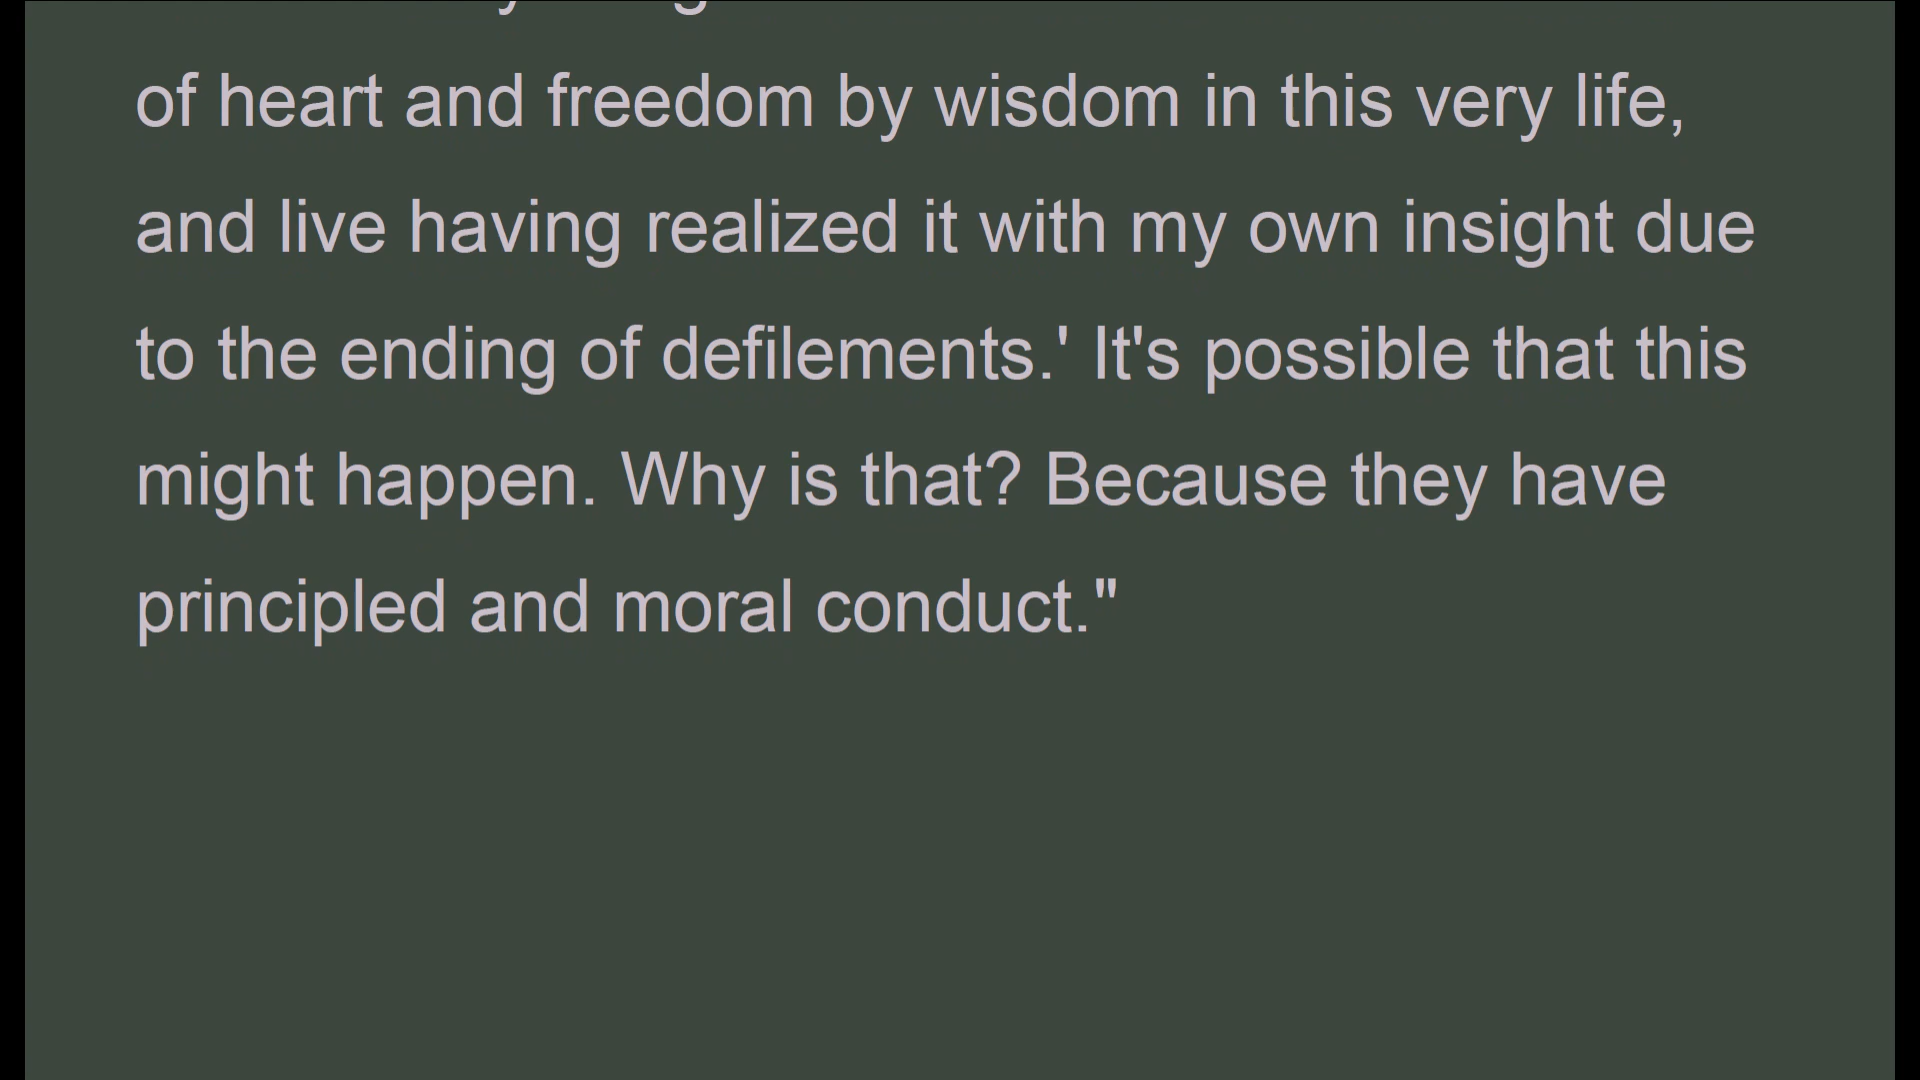 of heart and freedom by wisdom in this very life,
and live having realized it with my own insight due
to the ending of defilements.' It's possible that this
might happen. Why is that? Because they have
principled and moral conduct."